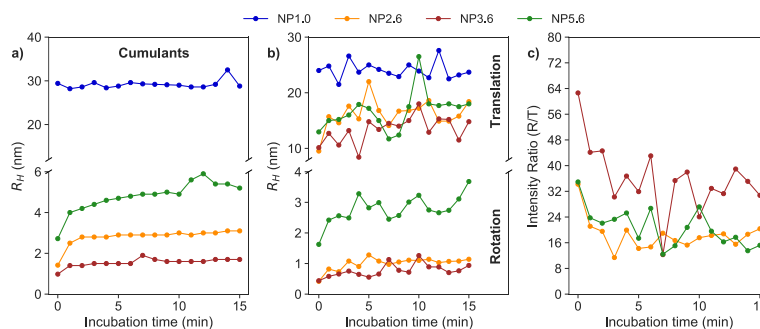 NP1.0 NP2.6 NP3.6 NP5.6
a) Cumulants
40
30
20
6
4
2
0
R_H (nm)
0 5 10 15
Incubation time (min)
b)
30
20
10
4
3
2
1
0
R_H (nm)
Translation
Rotation
0 5 10 15
Incubation time (min)
c)
80
72
64
56
48
40
32
24
16
8
0
Intensity Ratio (R/T)
0 5 10 15
Incubation time (min)